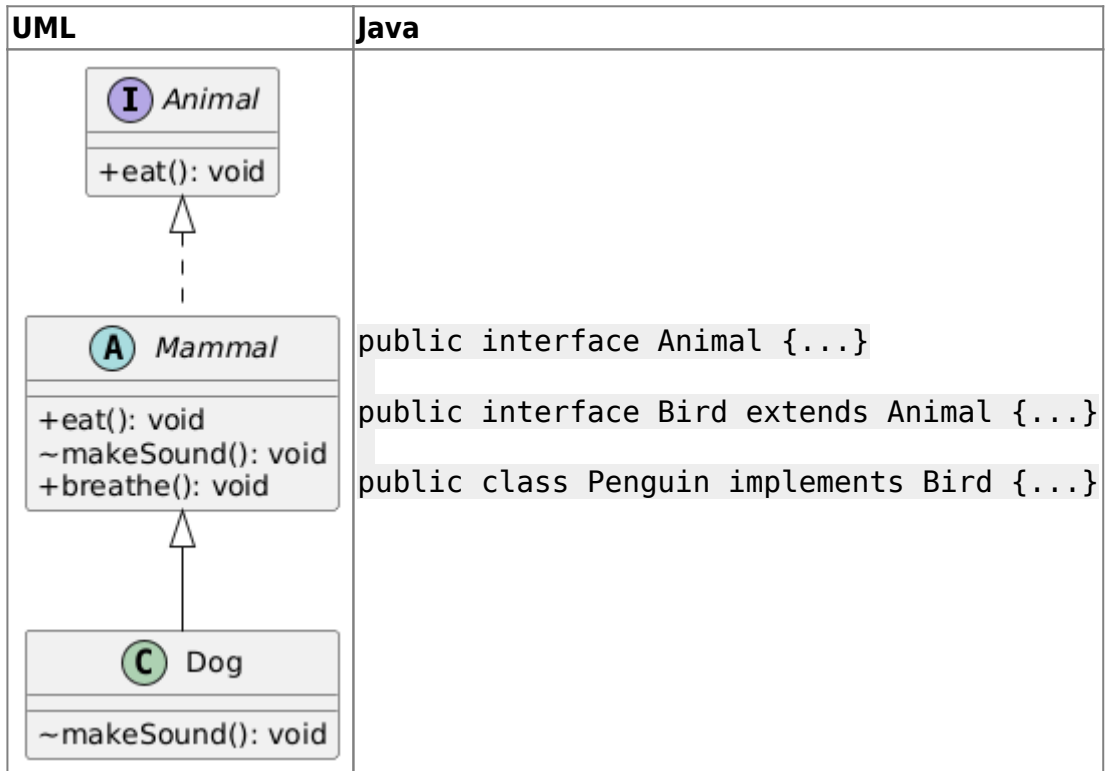 UML
Java
I Animal
+eat(): void
A Mammal
+eat(): void
~makeSound(): void
+breathe(): void
C Dog
~makeSound(): void
public interface Animal {...}
public interface Bird extends Animal {...}
public class Penguin implements Bird {...}